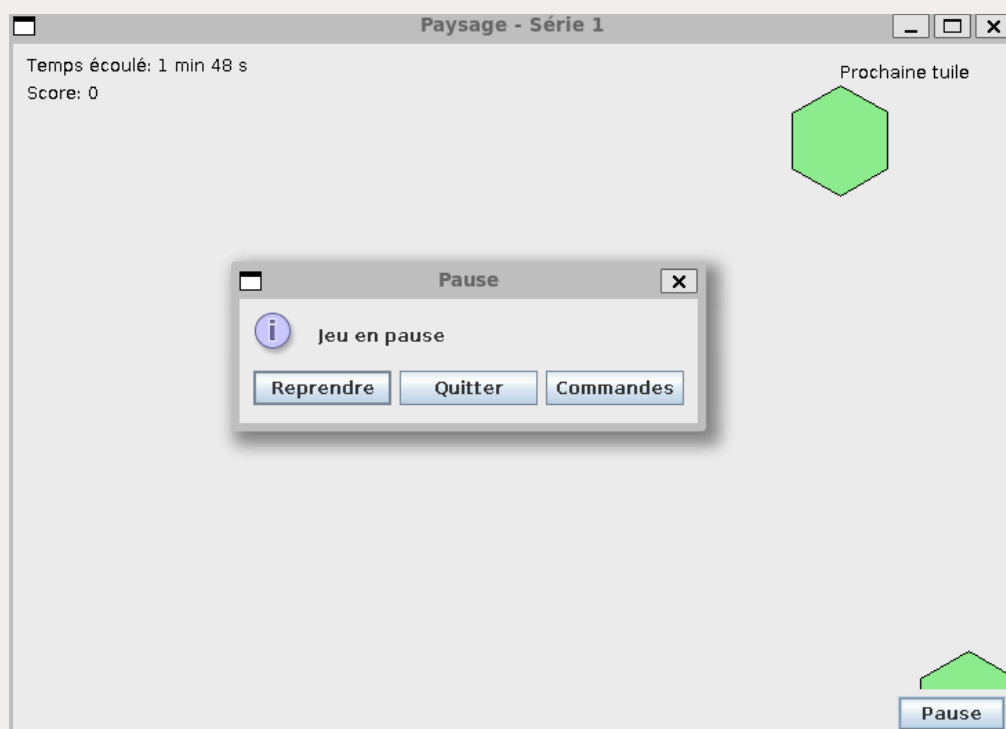 Paysage - Série 1
Temps écoulé: 1 min 48 s
Prochaine tuile
Score: 0
Pause
i
Jeu en pause
Reprendre Quitter Commandes
Pause